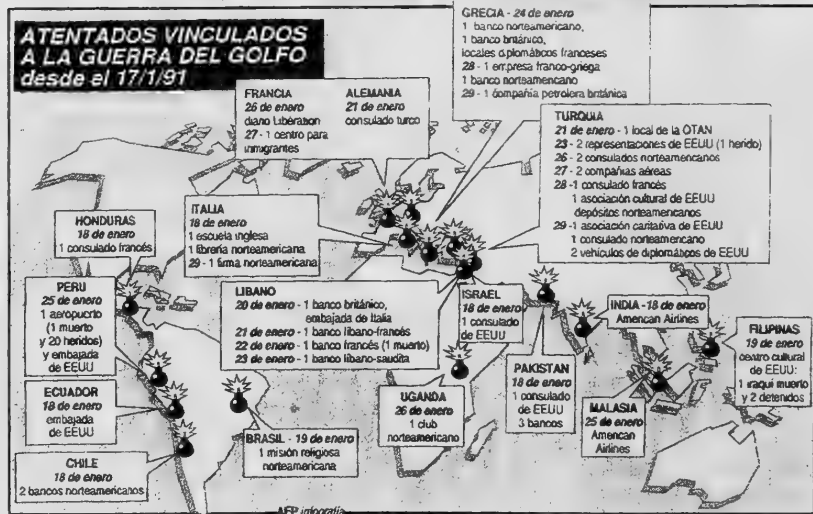 ATENTADOS VINCULADOS
A LA GUERRA DEL GOLFO
desde el 17/1/91
GRECIA - 24 de enero
1 banco norteamericano,
1 banco británico,
locales diplomáticos franceses
28 - 1 empresa franco-griega
1 banco norteamericano
29 - 1 compañía petrolera británica
FRANCIA
26 de enero
diario Libération
27 - 1 centro para
inmigrantes
ALEMANIA
21 de enero
consulado turco
TURQUIA
21 de enero - 1 local de la OTAN
23 - 2 representaciones de EEUU (1 herido)
26 - 2 consulados norteamericanos
27 - 2 compañías aéreas
28 - 1 consulado francés
1 asociación cultural de EEUU
depósitos norteamericanos
29 - 1 asociación caritativa de EEUU
1 consulado norteamericano
2 vehículos de diplomáticos de EEUU
HONDURAS
18 de enero
1 consulado francés
ITALIA
18 de enero
1 escuela inglesa
1 librería norteamericana
29 - 1 firma norteamericana
PERU
25 de enero
1 aeropuerto
(1 muerto
y 20 heridos)
y embajada
de EEUU
LIBANO
20 de enero - 1 banco británico,
embajada de Italia
21 de enero - 1 banco líbano-francés
22 de enero - 1 banco francés (1 muerto)
23 de enero - 1 banco líbano-saudita
ISRAEL
18 de enero
1 consulado
de EEUU
INDIA - 18 de enero
American Airlines
FILIPINAS
19 de enero
centro cultural
de EEUU:
1 iraquí muerto
y 2 detenidos
ECUADOR
18 de enero
embajada
de EEUU
UGANDA
26 de enero
1 club
norteamericano
PAKISTAN
18 de enero
1 consulado
de EEUU
3 bancos
MALASIA
25 de enero
American
Airlines
BRASIL - 19 de enero
1 misión religiosa
norteamericana
CHILE
18 de enero
2 bancos norteamericanos
AFP infografía